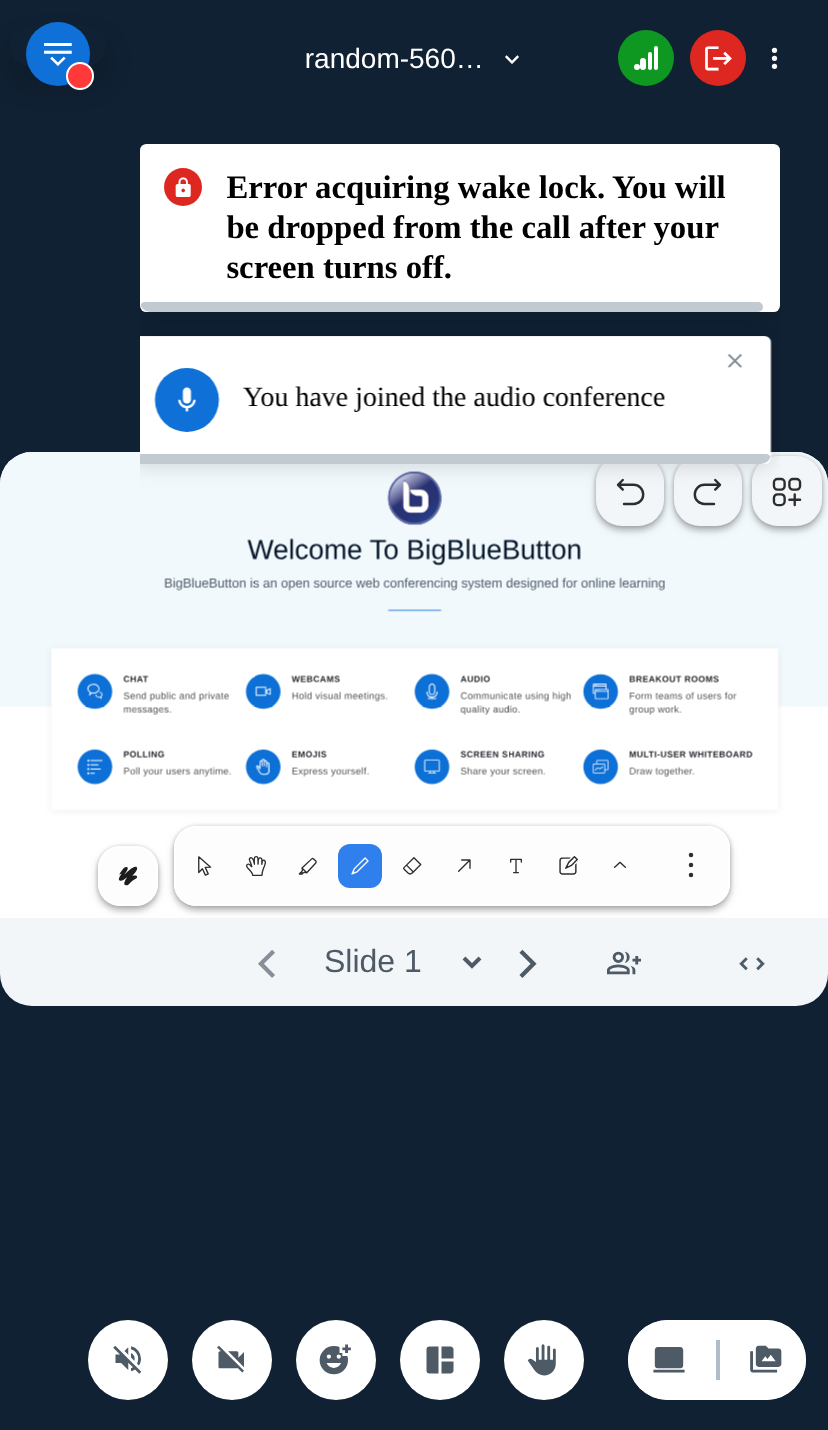 random-560…
Error acquiring wake lock. You will
be dropped from the call after your
screen turns off.
You have joined the audio conference
Welcome To BigBlueButton
BigBlueButton is an open source web conferencing system designed for online learning
CHAT
Send public and private
messages.
WEBCAMS
Hold visual meetings.
AUDIO
Communicate using high
quality audio.
BREAKOUT ROOMS
Form teams of users for
group work.
POLLING
Poll your users anytime.
EMOJIS
Express yourself.
SCREEN SHARING
Share your screen.
MULTI-USER WHITEBOARD
Draw together.
Slide 1